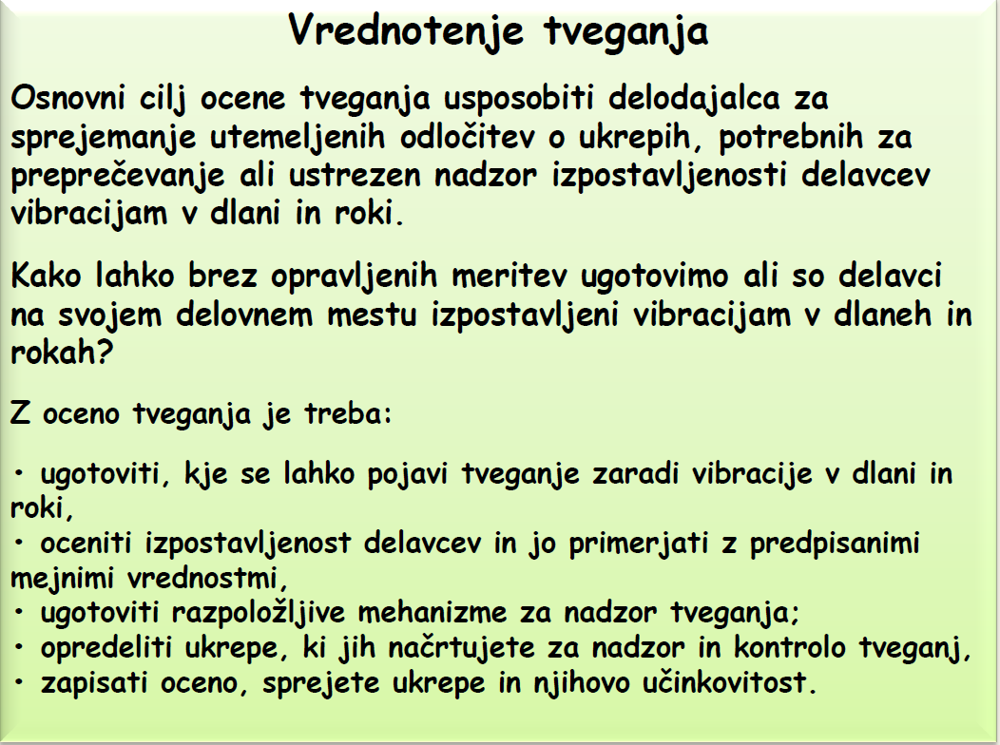 Vrednotenje tveganja
Osnovni cilj ocene tveganja usposobiti delodajalca za
sprejemanje utemeljenih odločitev o ukrepih, potrebnih za
preprečevanje ali ustrezen nadzor izpostavljenosti delavcev
vibracijam v dlani in roki.
Kako lahko brez opravljenih meritev ugotovimo ali so delavci
na svojem delovnem mestu izpostavljeni vibracijam v dlaneh in
rokah?
Z oceno tveganja je treba:
• ugotoviti, kje se lahko pojavi tveganje zaradi vibracije v dlani in
roki,
• oceniti izpostavljenost delavcev in jo primerjati z predpisanimi
mejnimi vrednostmi,
• ugotoviti razpoložljive mehanizme za nadzor tveganja;
• opredeliti ukrepe, ki jih načrtujete za nadzor in kontrolo tveganj,
• zapisati oceno, sprejete ukrepe in njihovo učinkovitost.